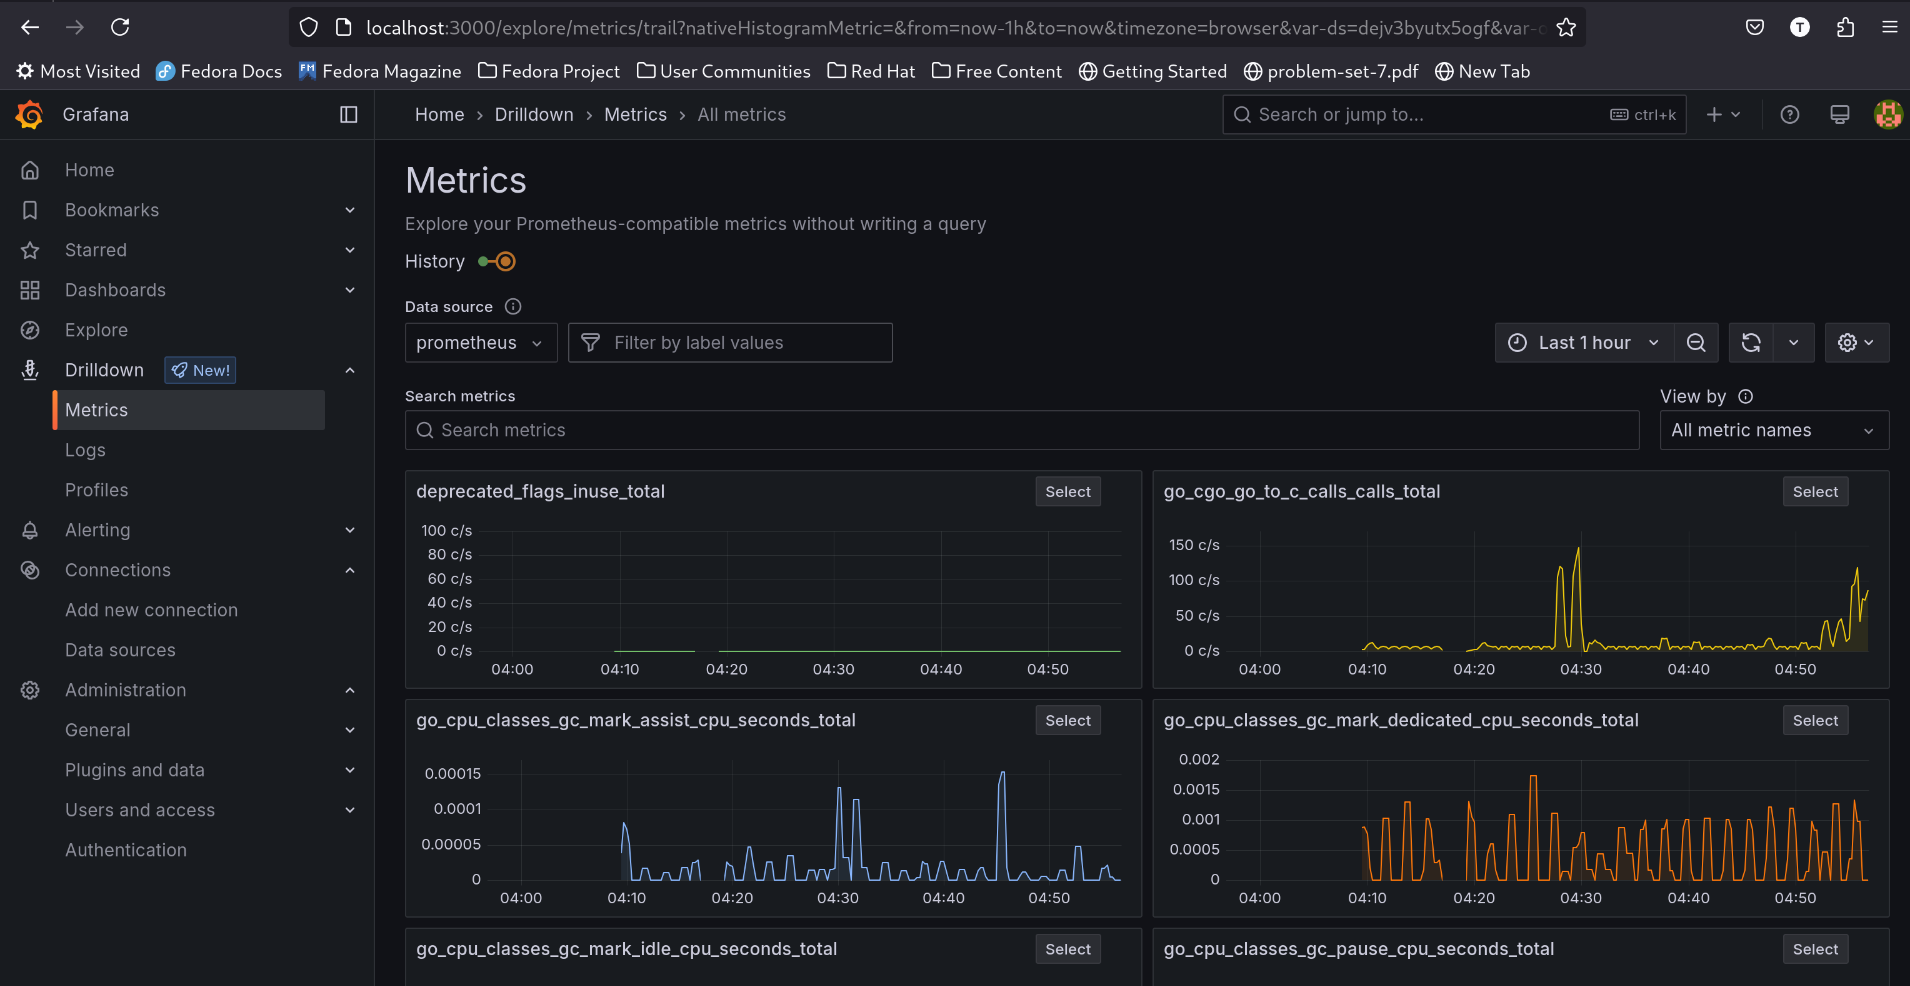 localhost:3000/explore/metrics/trail?nativeHistogramMetric=&from=now-1h&to=now&timezone=browser&var-ds=dejv3byutx5ogf&var-
T
Most Visited Fedora Docs FM Fedora Magazine Fedora Project User Communities Red Hat Free Content Getting Started problem-set-7.pdf New Tab
Grafana
Home › Drilldown › Metrics › All metrics
Search or jump to... ctrl+k
Home
Bookmarks
Starred
Dashboards
Explore
Drilldown New!
Metrics
Logs
Profiles
Alerting
Connections
Add new connection
Data sources
Administration
General
Plugins and data
Users and access
Authentication
Metrics
Explore your Prometheus-compatible metrics without writing a query
History
Data source
prometheus
Filter by label values
Last 1 hour
Search metrics
Search metrics
View by
All metric names
deprecated_flags_inuse_total
Select
100 c/s
80 c/s
60 c/s
40 c/s
20 c/s
0 c/s
04:00 04:10 04:20 04:30 04:40 04:50
go_cgo_go_to_c_calls_calls_total
Select
150 c/s
100 c/s
50 c/s
0 c/s
04:00 04:10 04:20 04:30 04:40 04:50
go_cpu_classes_gc_mark_assist_cpu_seconds_total
Select
0.00015
0.0001
0.00005
0
04:00 04:10 04:20 04:30 04:40 04:50
go_cpu_classes_gc_mark_dedicated_cpu_seconds_total
Select
0.002
0.0015
0.001
0.0005
0
04:00 04:10 04:20 04:30 04:40 04:50
go_cpu_classes_gc_mark_idle_cpu_seconds_total
Select
go_cpu_classes_gc_pause_cpu_seconds_total
Select